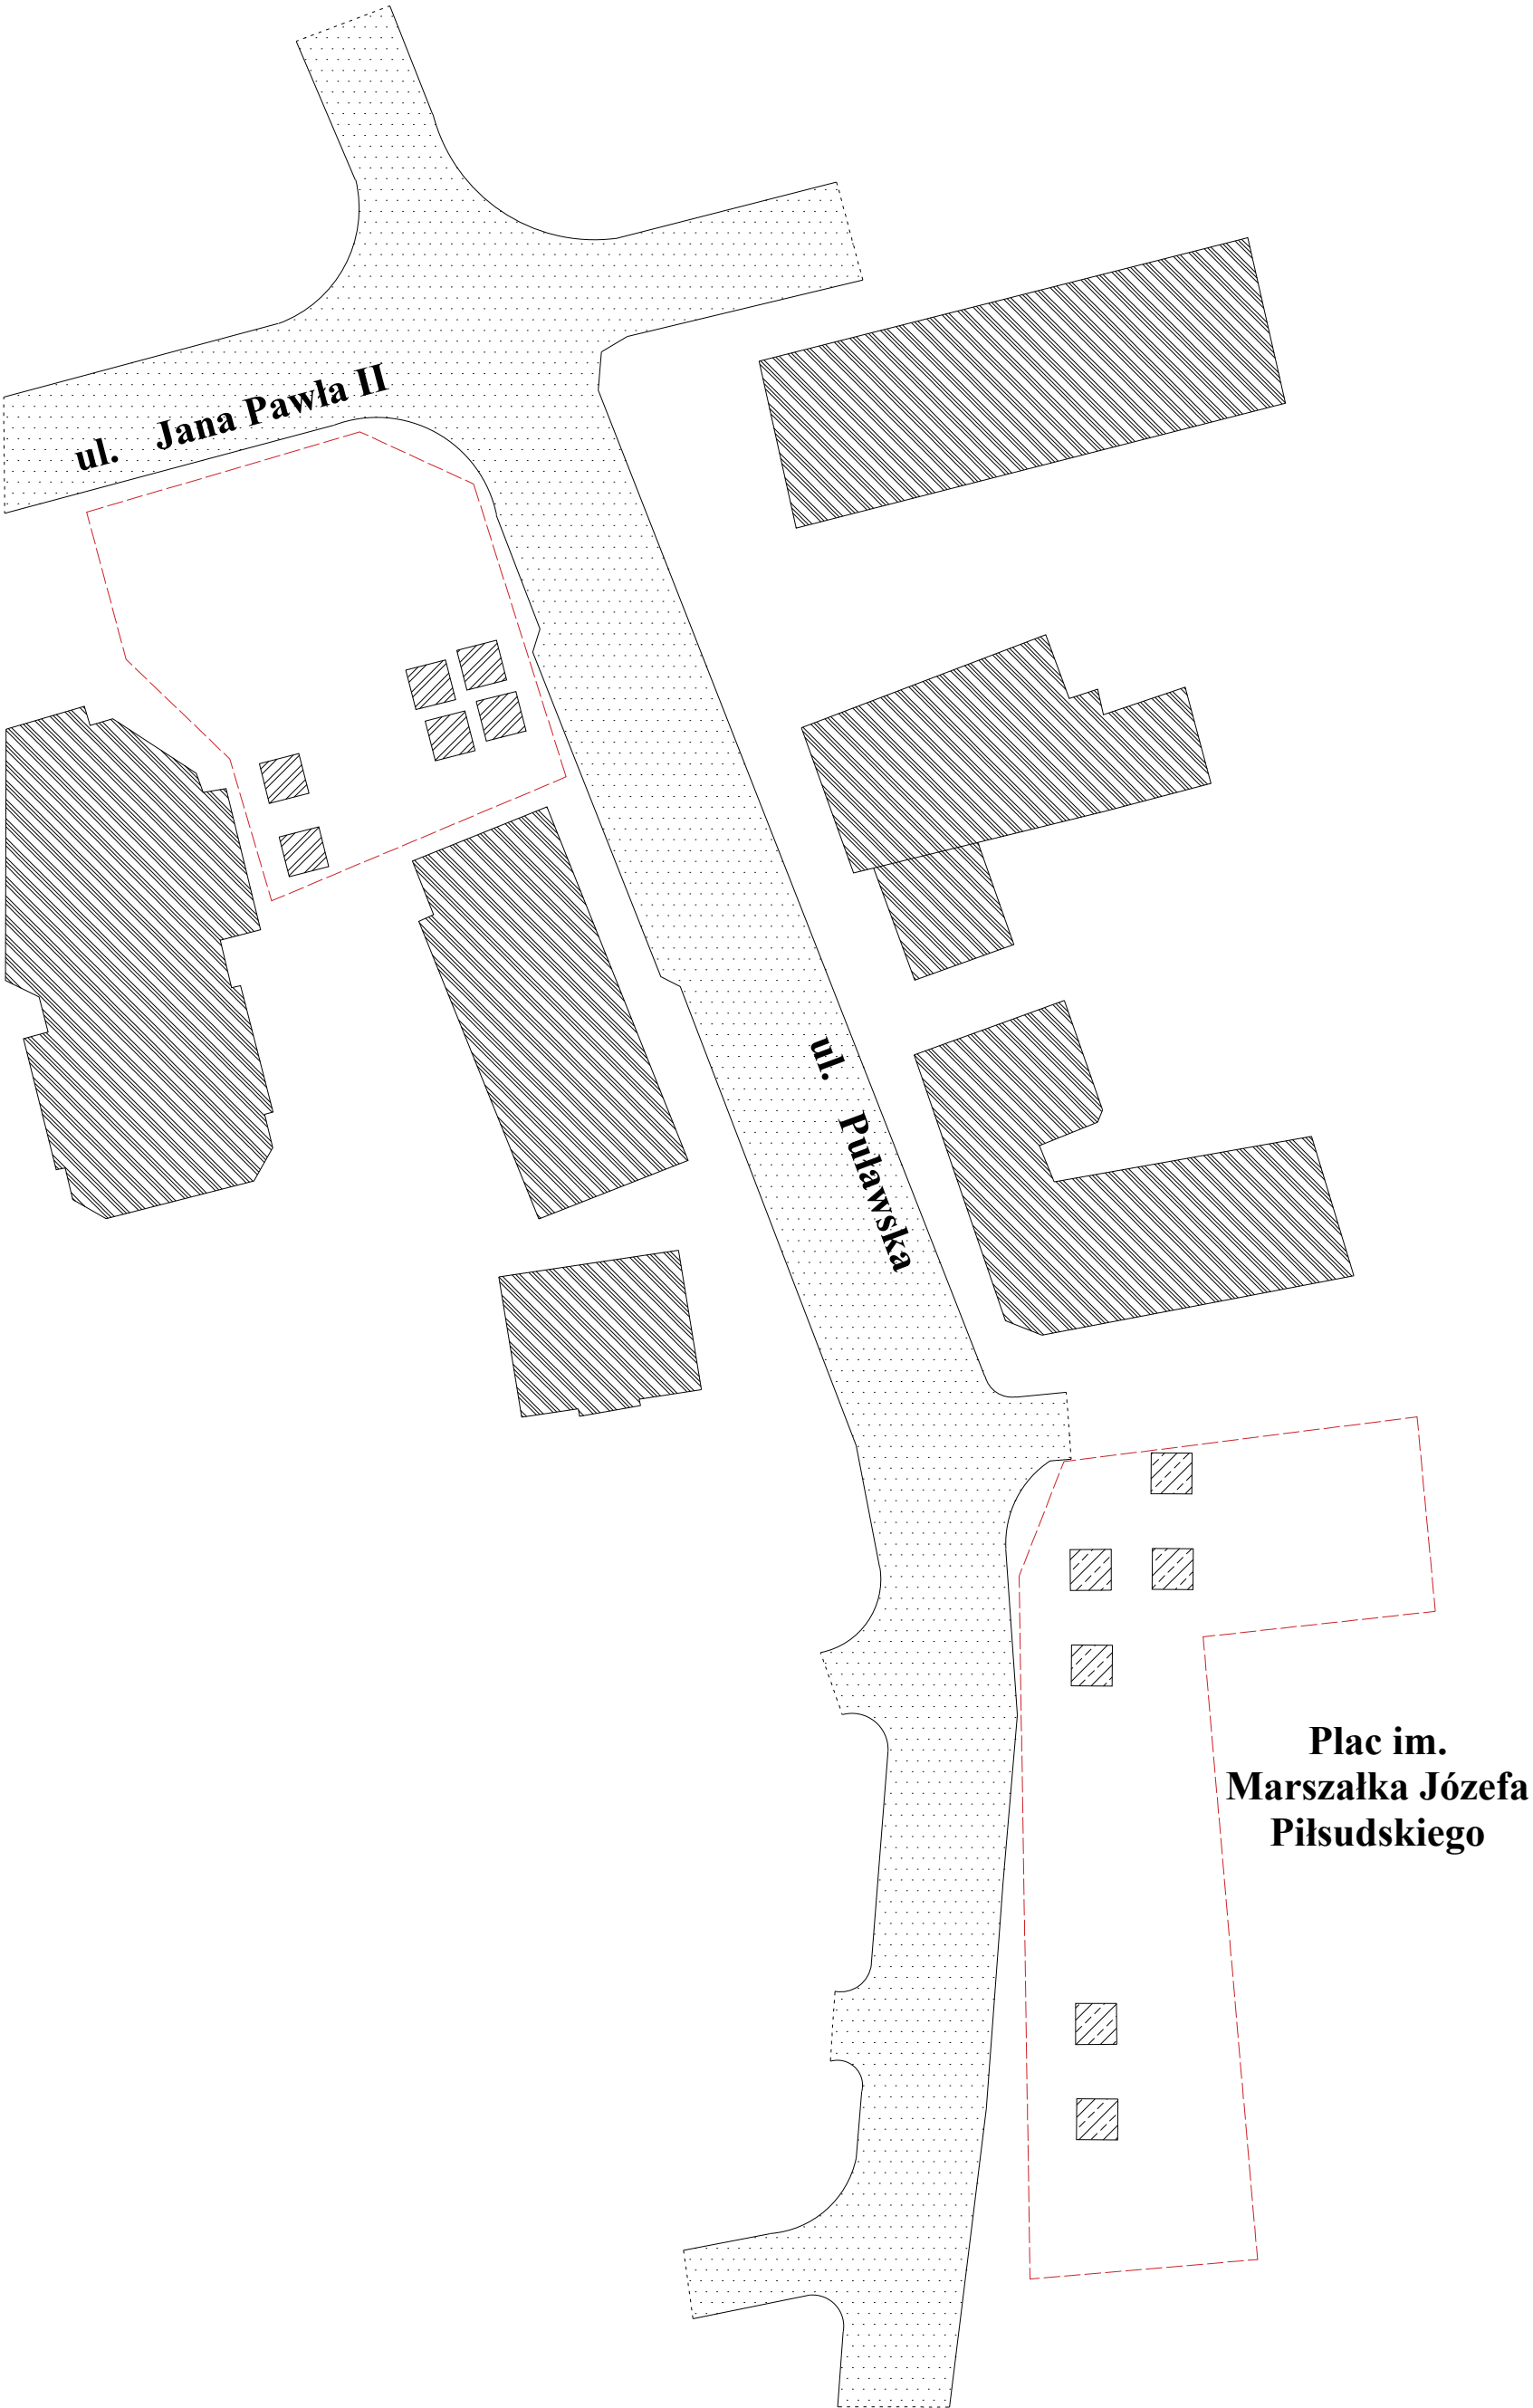 ul. Jana Pawła II
ul. Puławska
Plac im.
Marszałka Józefa
Piłsudskiego